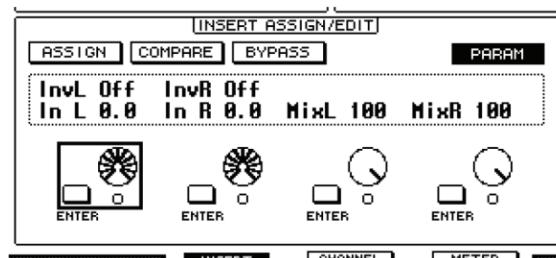 INSERT ASSIGN/EDIT
ASSIGN COMPARE BYPASS PARAM
InvL Off InvR Off
In L 0.0 In R 0.0 MixL 100 MixR 100
ENTER ENTER ENTER ENTER
INSERT CHANNEL METER